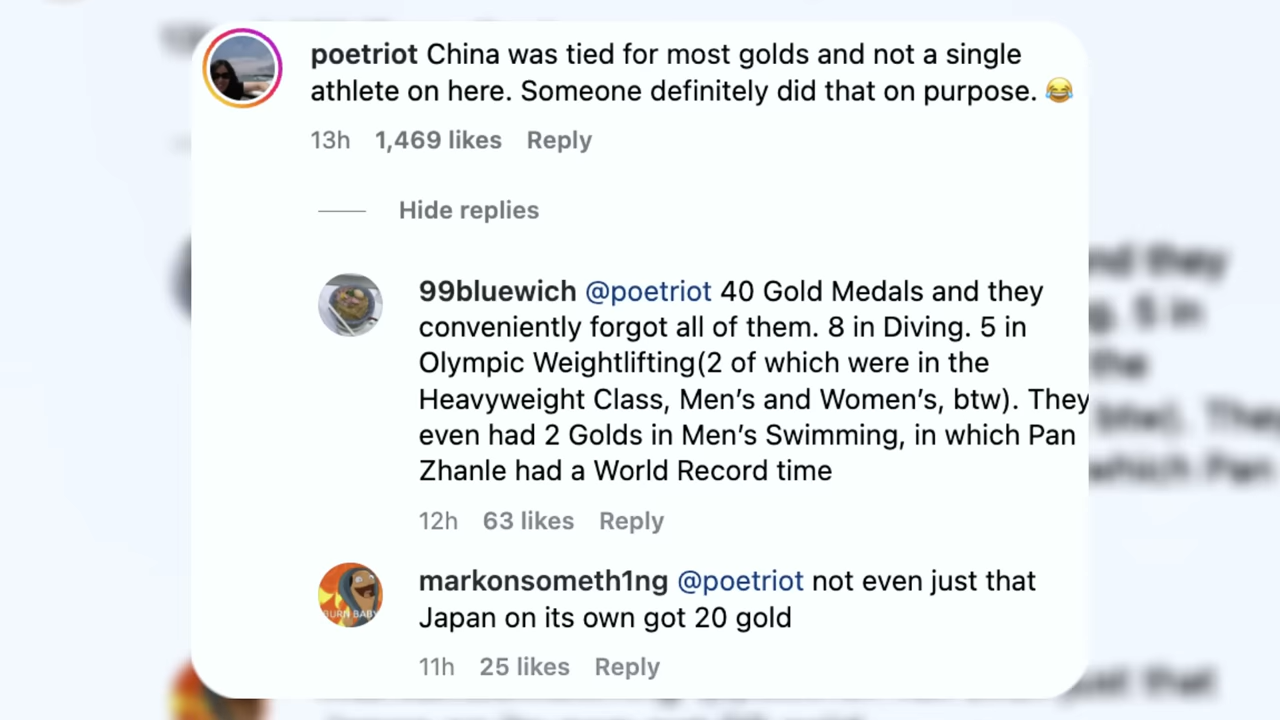 poetriot China was tied for most golds and not a single
athlete on here. Someone definitely did that on purpose. 😂
13h 1,469 likes Reply
Hide replies
99bluewich @poetriot 40 Gold Medals and they
conveniently forgot all of them. 8 in Diving. 5 in
Olympic Weightlifting(2 of which were in the
Heavyweight Class, Men’s and Women’s, btw). They
even had 2 Golds in Men’s Swimming, in which Pan
Zhanle had a World Record time
12h 63 likes Reply
markonsometh1ng @poetriot not even just that
Japan on its own got 20 gold
BURN BABY
11h 25 likes Reply